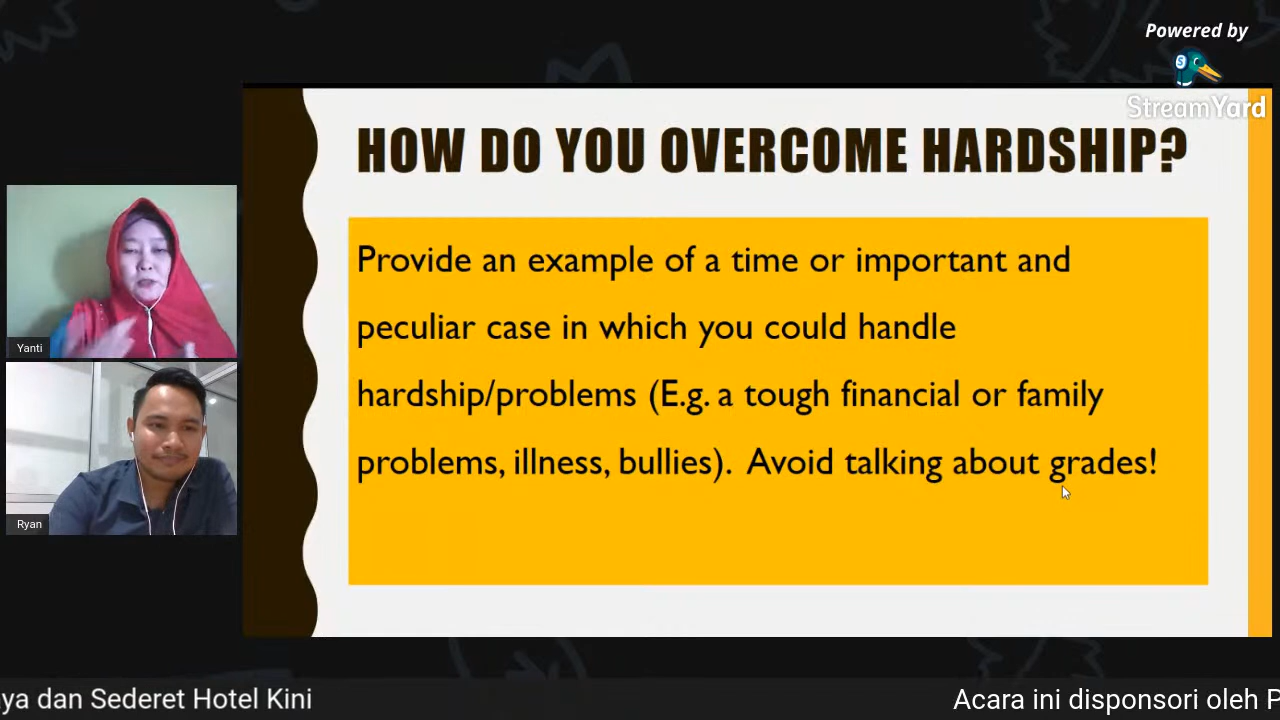 Powered by
StreamYard
HOW DO YOU OVERCOME HARDSHIP?
Provide an example of a time or important and
peculiar case in which you could handle
hardship/problems (E.g. a tough financial or family
problems, illness, bullies). Avoid talking about grades!
Yanti
Ryan
ya dan Sederet Hotel Kini
Acara ini disponsori oleh P